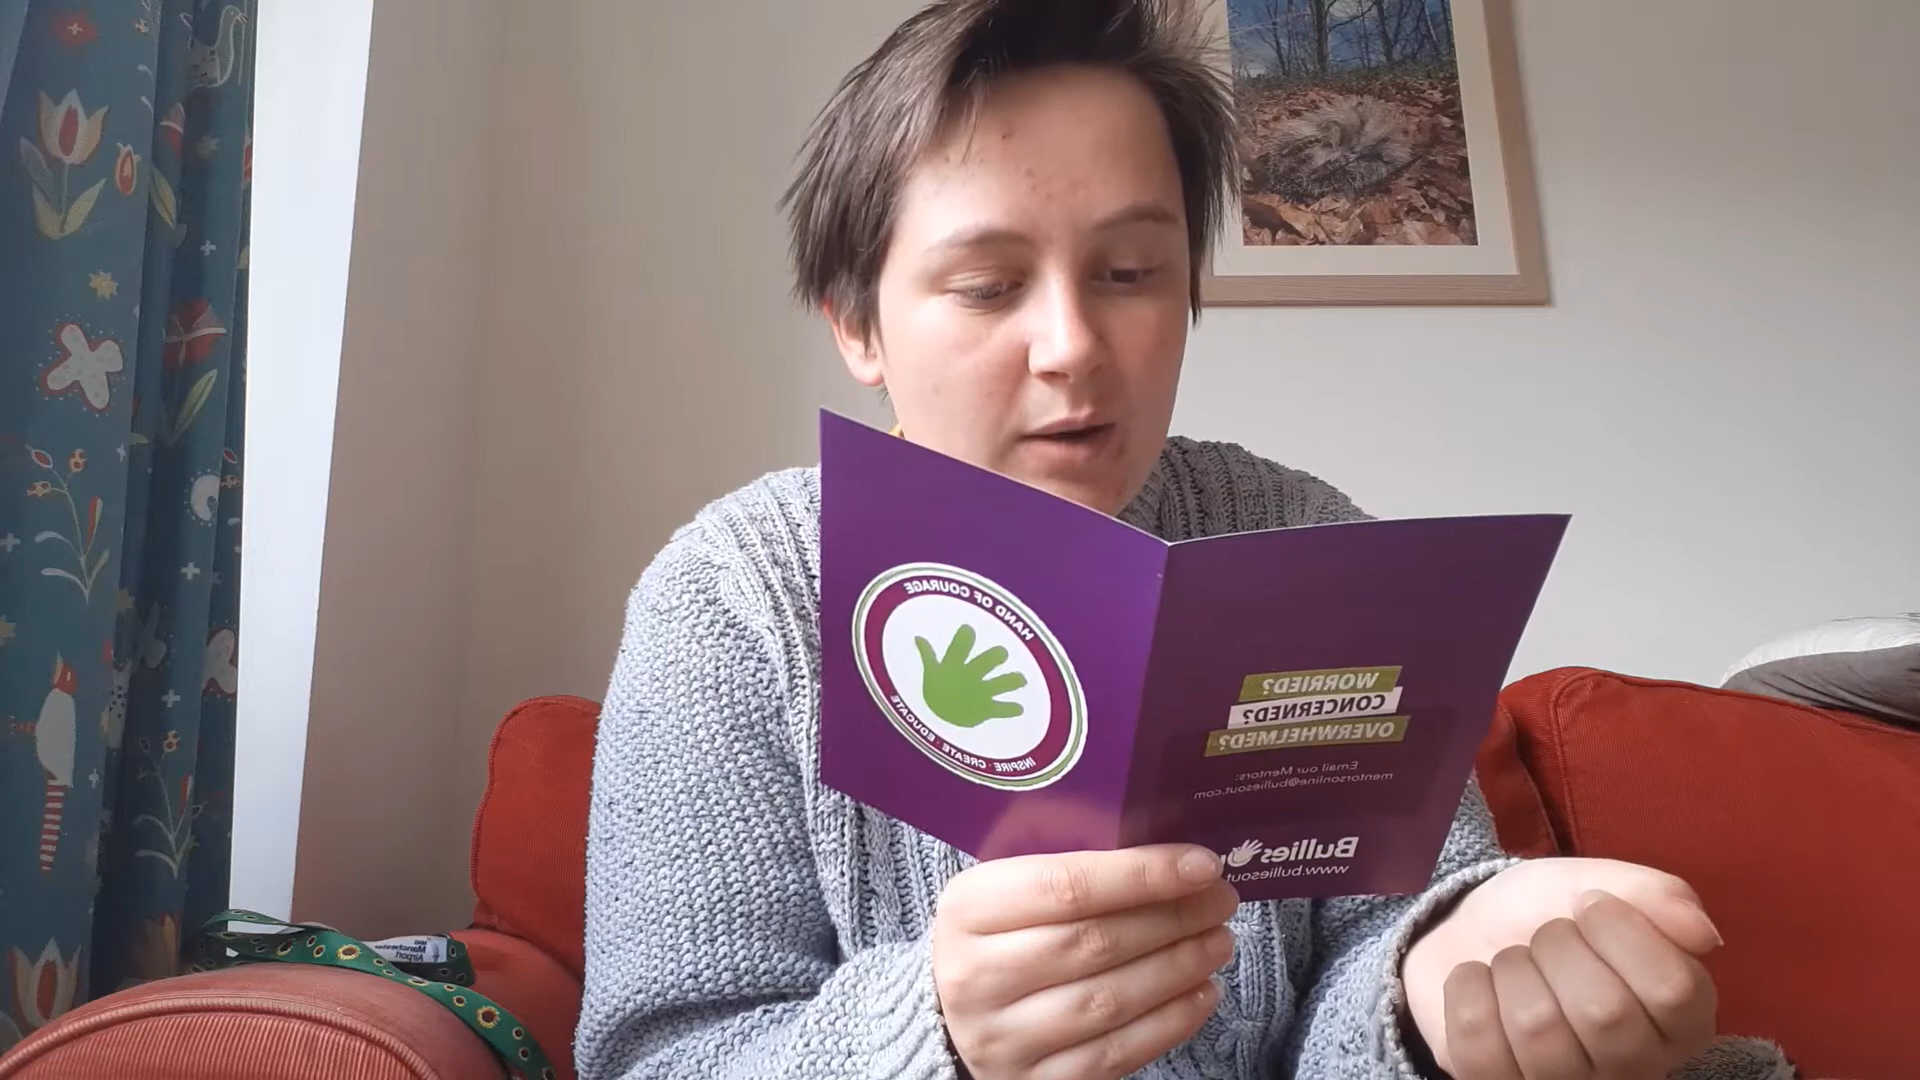 HAND OF COURAGE
INSPIRE · CREATE · EDUCATE
WORRIED?
CONCERNED?
OVERWHELMED?
Email our Mentors:
mentorsonline@bulliesout.com
Bullies
www.bulliesout
MAG
Manchester
Airport